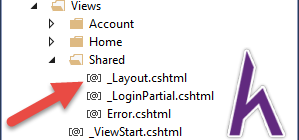 Views
Account
Home
Shared
[@] _Layout.cshtml
[@] _LoginPartial.cshtml
[@] Error.cshtml
[@] _ViewStart.cshtml
h